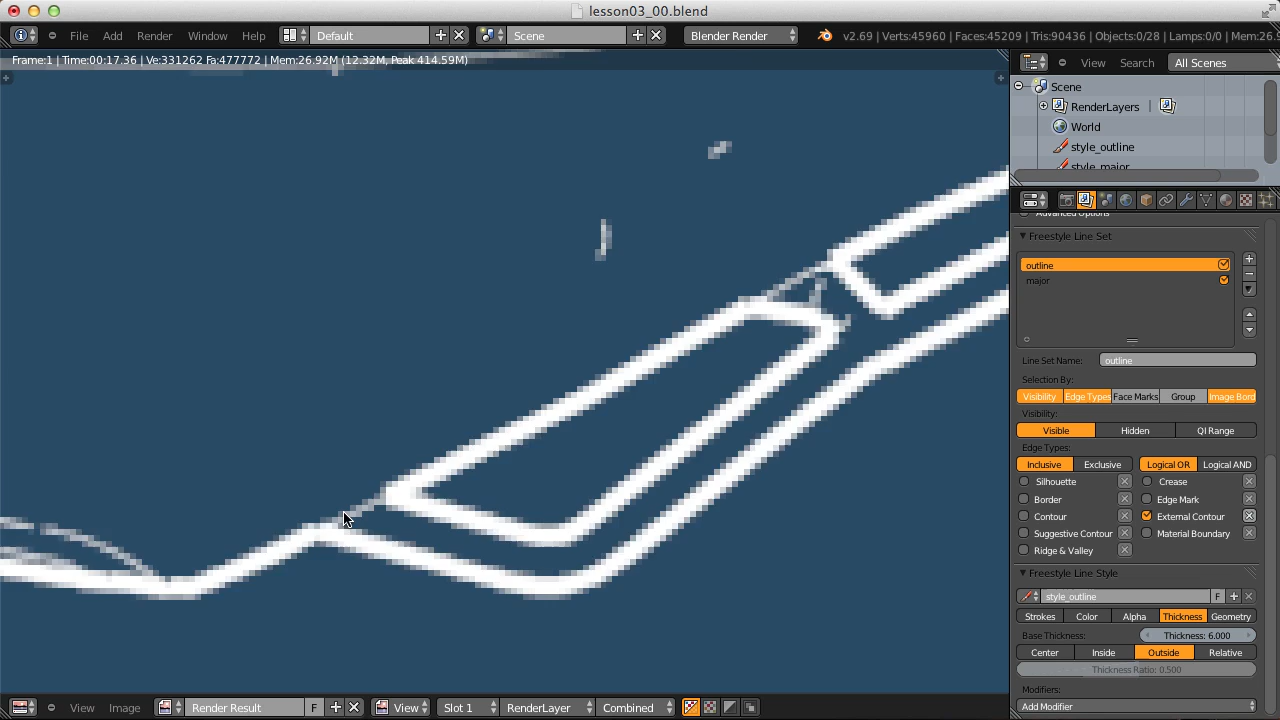 lesson03_00.blend
File Add Render Window Help Default Scene Blender Render v2.69 | Verts:45960 | Faces:45209 | Tris:90436 | Objects:0/28 | Lamps:0/0 | Mem:26.9
Frame:1 | Time:00:17.36 | Ve:331262 Fa:477772 | Mem:26.92M (12.32M, Peak 414.59M)
View Search All Scenes
Scene
RenderLayers |
World
style_outline
style_major
Advanced Options
Freestyle Line Set
outline
major
Line Set Name: outline
Selection By:
Visibility Edge Types Face Marks Group Image Bord
Visibility:
Visible Hidden QI Range
Edge Types:
Inclusive Exclusive Logical OR Logical AND
Silhouette Crease
Border Edge Mark
Contour External Contour
Suggestive Contour Material Boundary
Ridge & Valley
Freestyle Line Style
style_outline F
Strokes Color Alpha Thickness Geometry
Base Thickness: Thickness: 6.000
Center Inside Outside Relative
Thickness Ratio: 0.500
Modifiers:
Add Modifier
View Image Render Result F View Slot 1 RenderLayer Combined